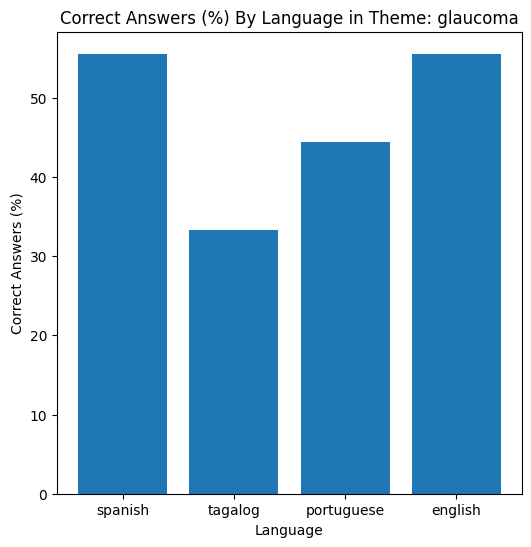 Correct Answers (%) By Language in Theme: glaucoma
Correct Answers (%)
50
40
30
20
10
0
spanish tagalog portuguese english
Language